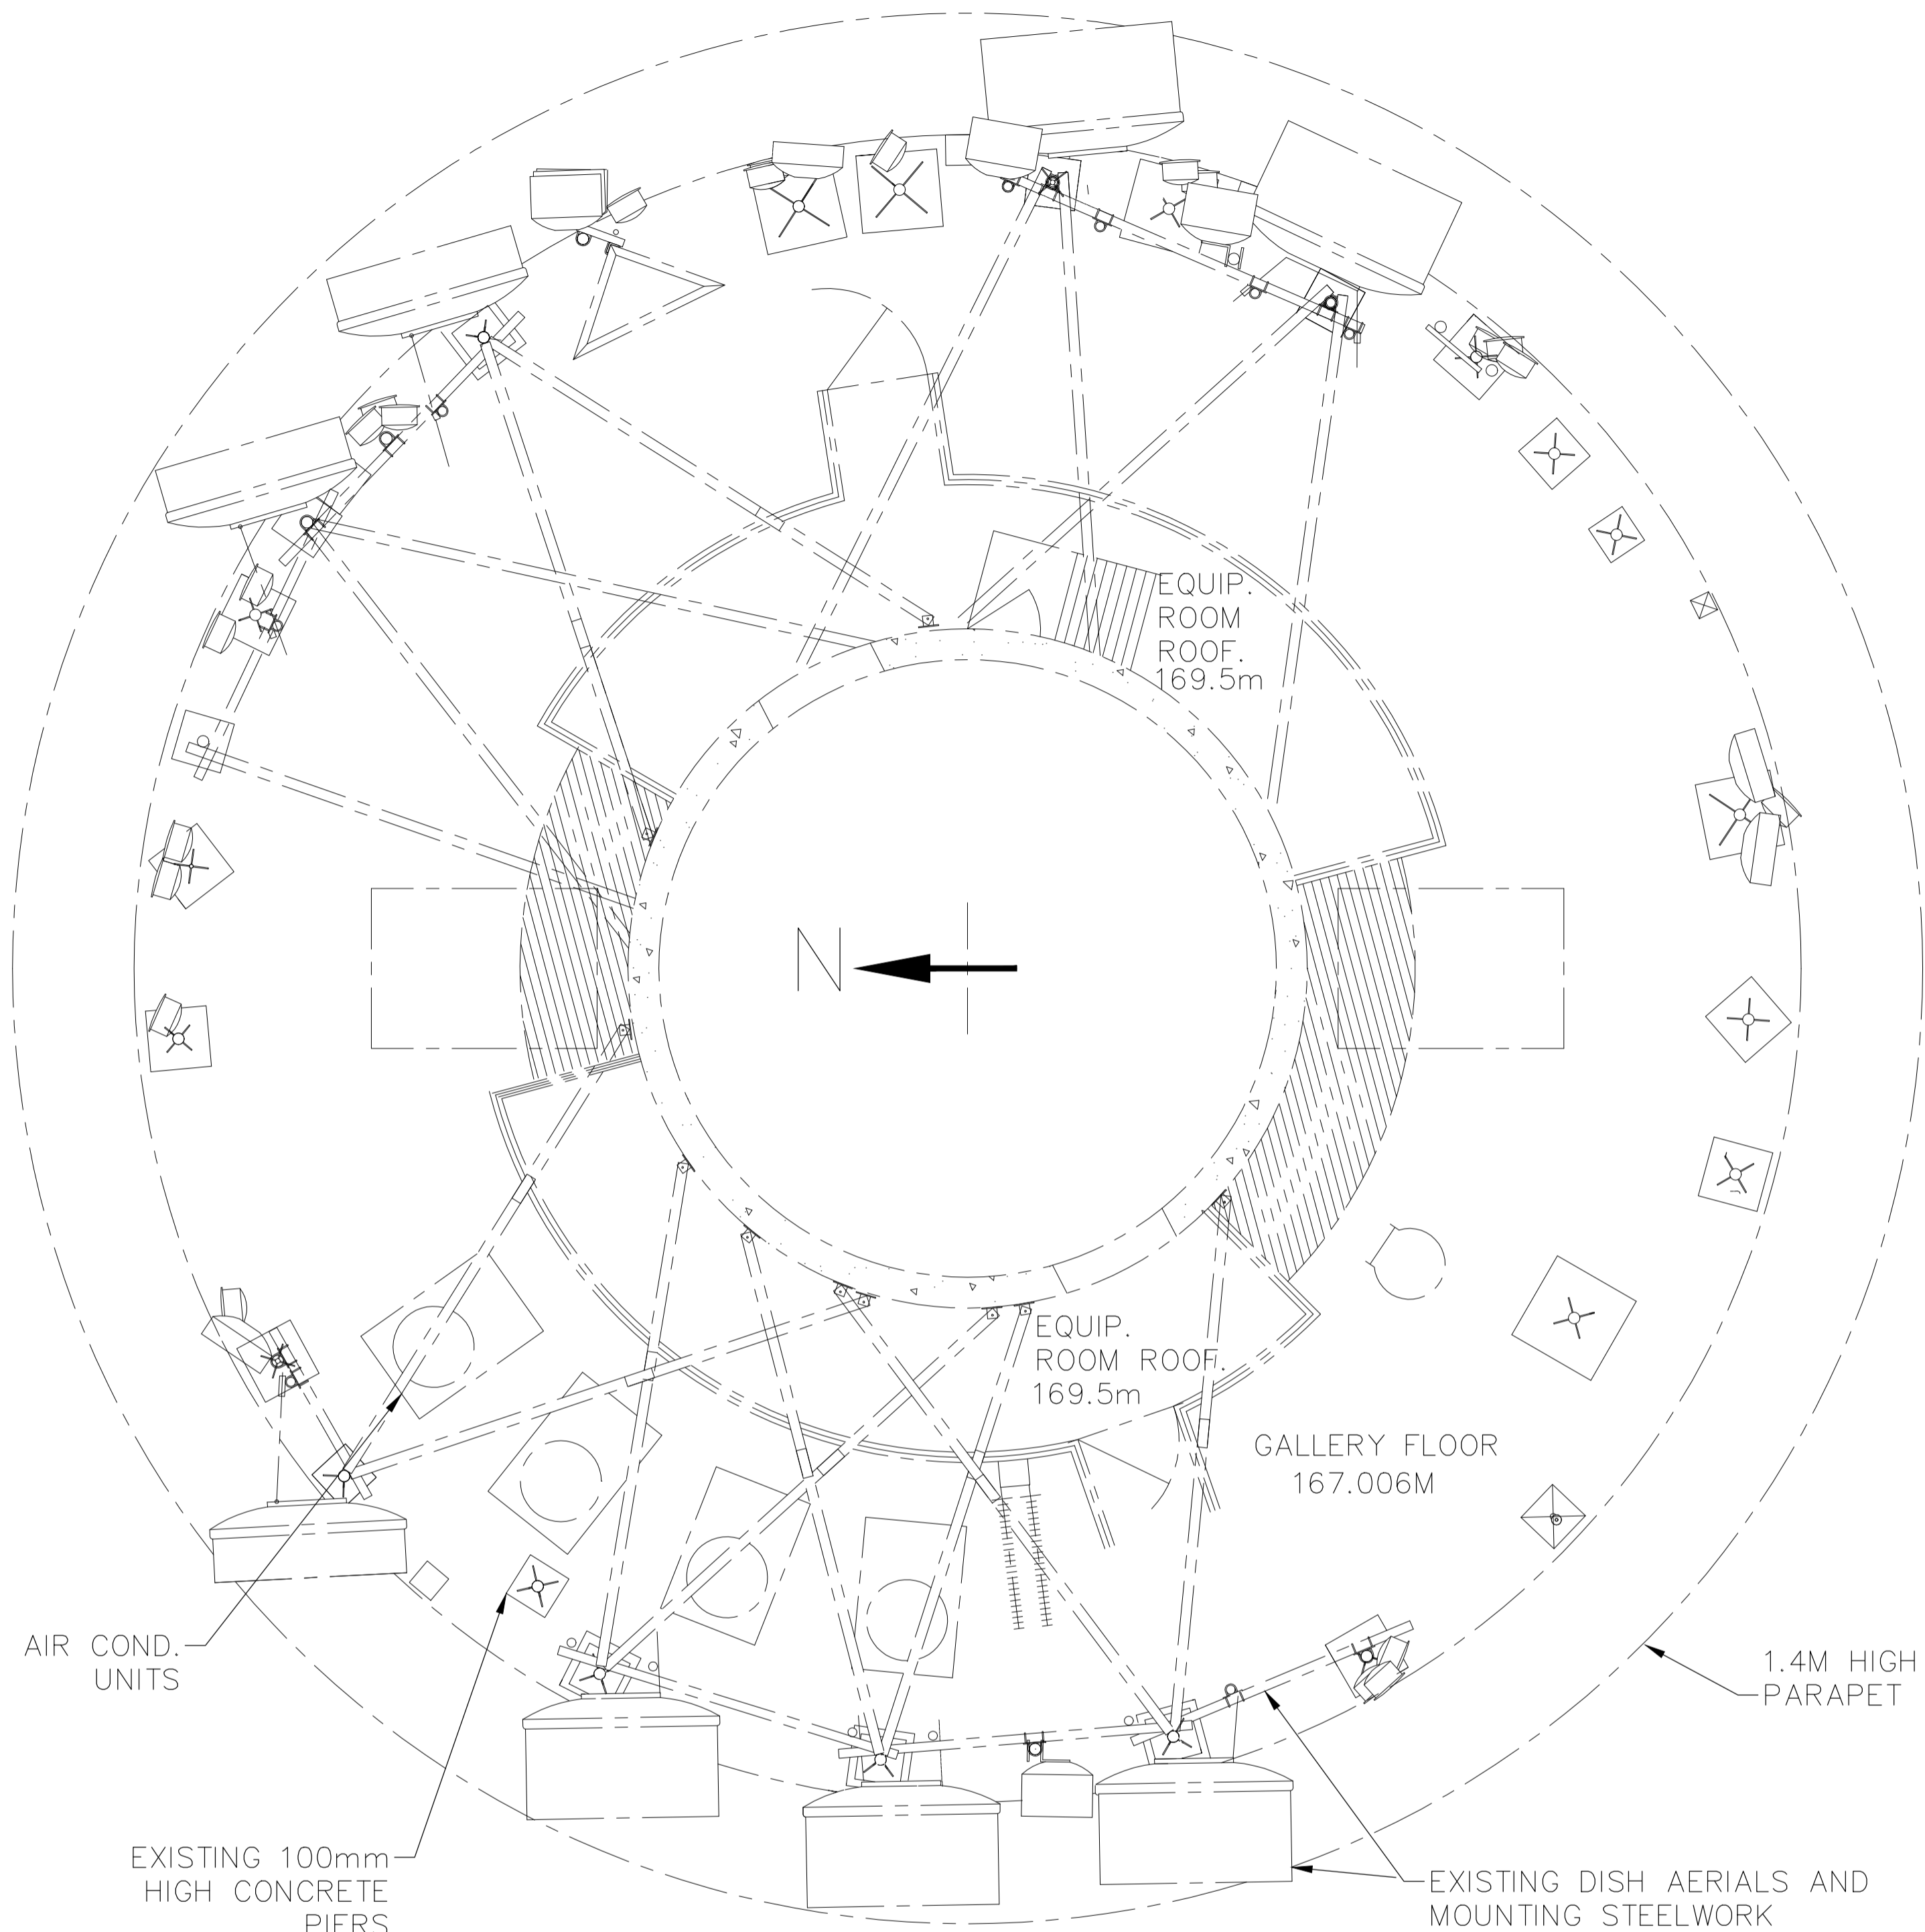 EQUIP.
ROOM
ROOF.
169.5m
N
EQUIP.
ROOM ROOF.
169.5m
GALLERY FLOOR
167.006M
AIR COND.
UNITS
1.4M HIGH
PARAPET
EXISTING 100mm
HIGH CONCRETE
PIERS
EXISTING DISH AERIALS AND
MOUNTING STEELWORK